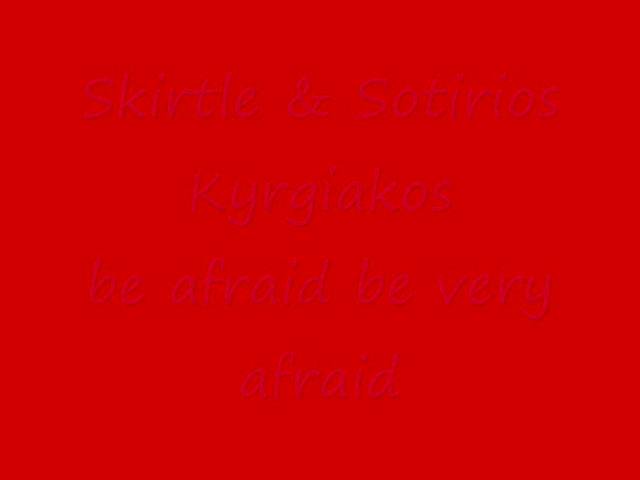 Skirtle & Sotirios
Kyrgiakos
be afraid be very
afraid